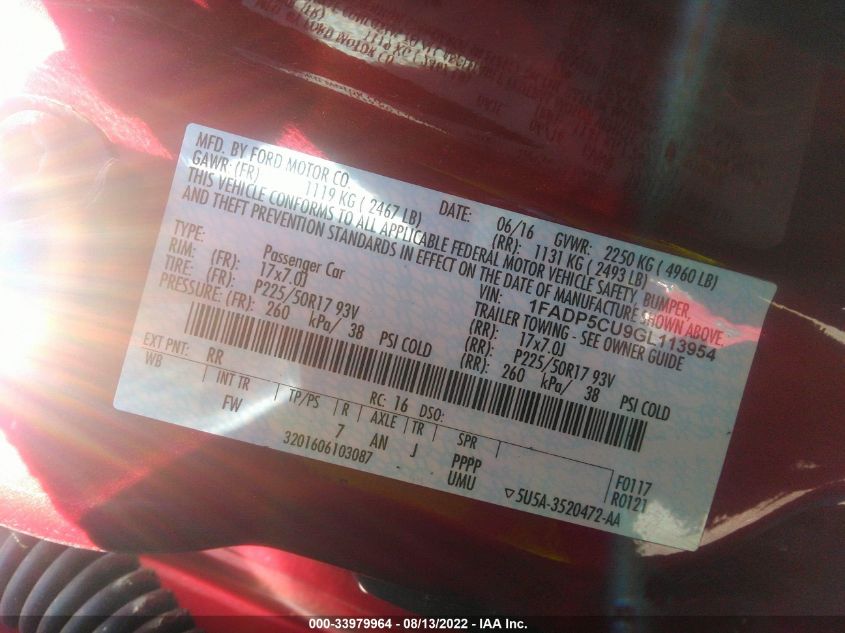 MFD. BY FORD MOTOR CO.
DATE: 06/16 GVWR: 2250 KG ( 4960 LB)
GAWR: (FR) 1119 KG ( 2467 LB) (RR): 1131 KG ( 2493 LB)
THIS VEHICLE CONFORMS TO ALL APPLICABLE FEDERAL MOTOR VEHICLE SAFETY, BUMPER,
AND THEFT PREVENTION STANDARDS IN EFFECT ON THE DATE OF MANUFACTURE SHOWN ABOVE.
VIN: 1FADP5CU9GL113954
TYPE: Passenger Car TRAILER TOWING - SEE OWNER GUIDE
RIM: (FR): 17x7.0J (RR): 17x7.0J
TIRE: (FR): P225/50R17 93V (RR): P225/50R17 93V
PRESSURE: (FR): 260 kPa/ 38 PSI COLD (RR): 260 kPa/ 38 PSI COLD
EXT PNT: RR RC: 16 DSO:
WB INT TR TP/PS R AXLE TR SPR
FW 7 AN J PPPP
UMU
F0117
R0121
3201606103087
▽5U5A-3520472-AA
000-33979964 - 08/13/2022 - IAA Inc.